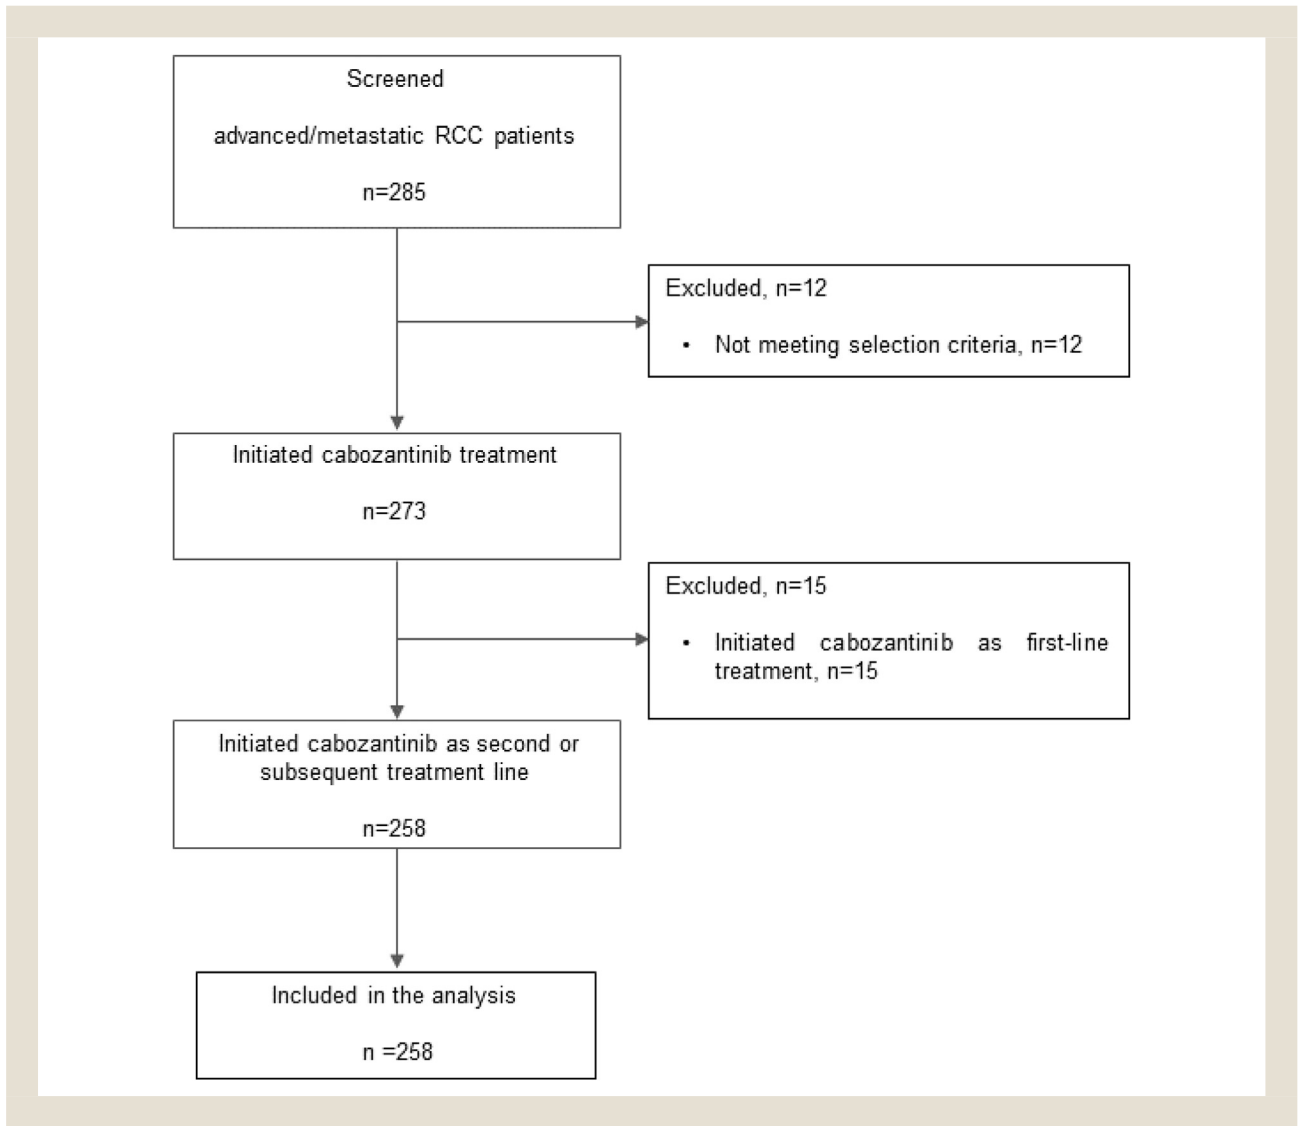 Screened
advanced/metastatic RCC patients
n=285
Excluded, n=12
• Not meeting selection criteria, n=12
Initiated cabozantinib treatment
n=273
Excluded, n=15
• Initiated cabozantinib as first-line
treatment, n=15
Initiated cabozantinib as second or
subsequent treatment line
n=258
Included in the analysis
n =258